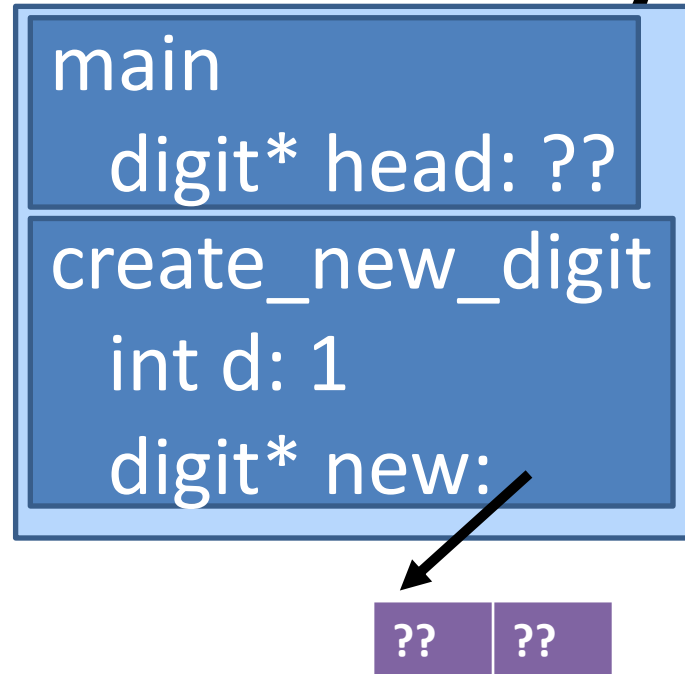 main
digit* head: ??
create_new_digit
int d: 1
digit* new:
?? ??